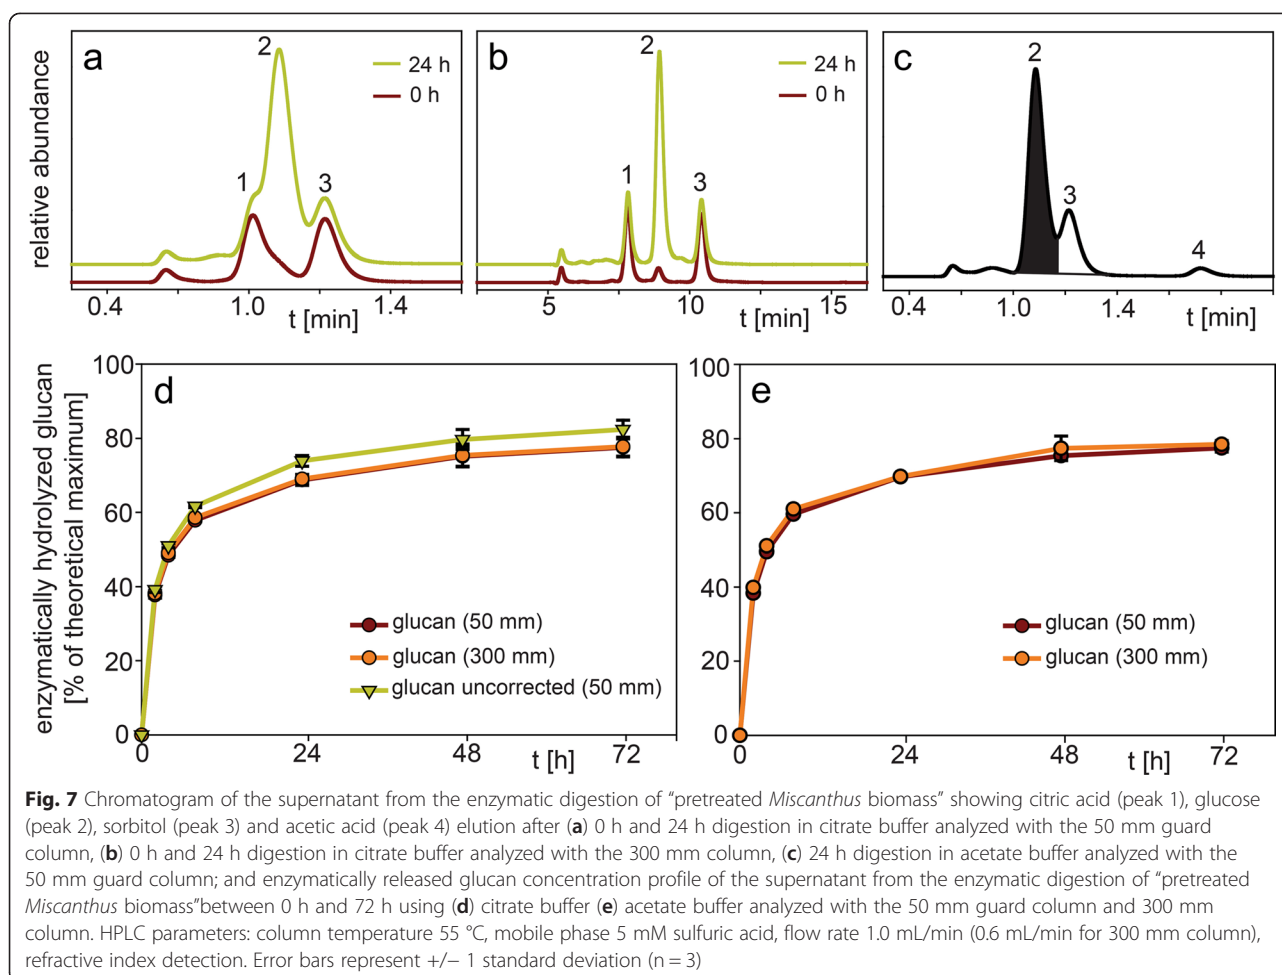 relative abundance
a
2
24 h
0 h
1
3
0.4
1.0
1.4
t [min]
b
2
24 h
0 h
1
3
5
10
15
t [min]
c
2
3
4
0.4
1.0
1.4
t [min]
enzymatically hydrolyzed glucan
[% of theoretical maximum]
100
80
60
40
20
0
d
glucan (50 mm)
glucan (300 mm)
glucan uncorrected (50 mm)
0
24
48
72
t [h]
100
80
60
40
20
0
e
glucan (50 mm)
glucan (300 mm)
0
24
48
72
t [h]
Fig. 7 Chromatogram of the supernatant from the enzymatic digestion of “pretreated Miscanthus biomass” showing citric acid (peak 1), glucose
(peak 2), sorbitol (peak 3) and acetic acid (peak 4) elution after (a) 0 h and 24 h digestion in citrate buffer analyzed with the 50 mm guard
column, (b) 0 h and 24 h digestion in citrate buffer analyzed with the 300 mm column, (c) 24 h digestion in acetate buffer analyzed with the
50 mm guard column; and enzymatically released glucan concentration profile of the supernatant from the enzymatic digestion of “pretreated
Miscanthus biomass”between 0 h and 72 h using (d) citrate buffer (e) acetate buffer analyzed with the 50 mm guard column and 300 mm
column. HPLC parameters: column temperature 55 °C, mobile phase 5 mM sulfuric acid, flow rate 1.0 mL/min (0.6 mL/min for 300 mm column),
refractive index detection. Error bars represent +/− 1 standard deviation (n = 3)